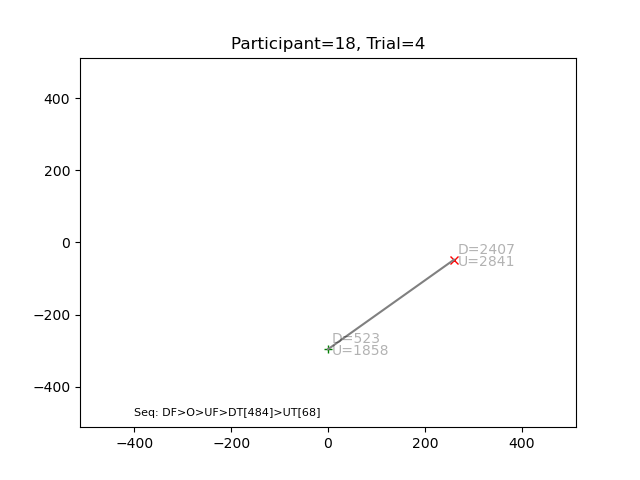 Participant=18, Trial=4
400
200
0
−200
−400
D=2407
U=2841
D=523
U=1858
Seq: DF>O>UF>DT[484]>UT[68]
−400
−200
0
200
400